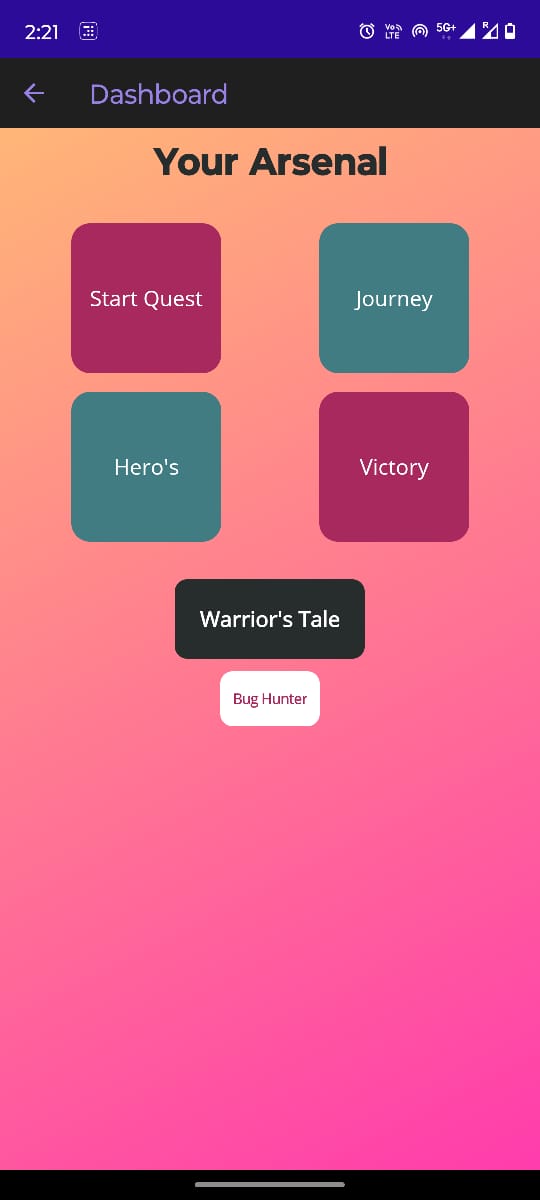 2:21
Vo LTE
5G+
R
Dashboard
Your Arsenal
Start Quest
Journey
Hero's
Victory
Warrior's Tale
Bug Hunter